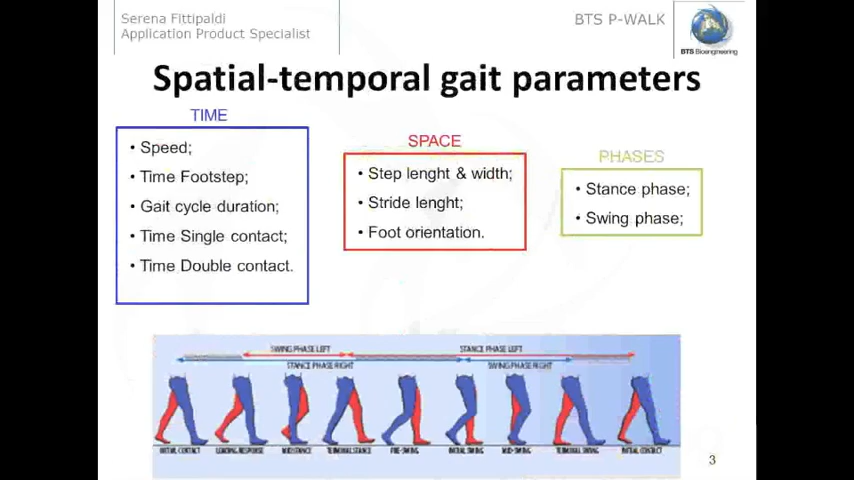 Serena Fittipaldi
Application Product Specialist
BTS P-WALK
BTS Bioengineering
Spatial-temporal gait parameters
TIME
• Speed;
• Time Footstep;
• Gait cycle duration;
• Time Single contact;
• Time Double contact.
SPACE
• Step lenght & width;
• Stride lenght;
• Foot orientation.
PHASES
• Stance phase;
• Swing phase;
SWING PHASE LEFT
STANCE PHASE LEFT
STANCE PHASE RIGHT
SWING PHASE RIGHT
INITIAL CONTACT
LOADING RESPONSE
MIDSTANCE
TERMINAL STANCE
PRE-SWING
INITIAL SWING
MID-SWING
TERMINAL SWING
INITIAL CONTACT
3